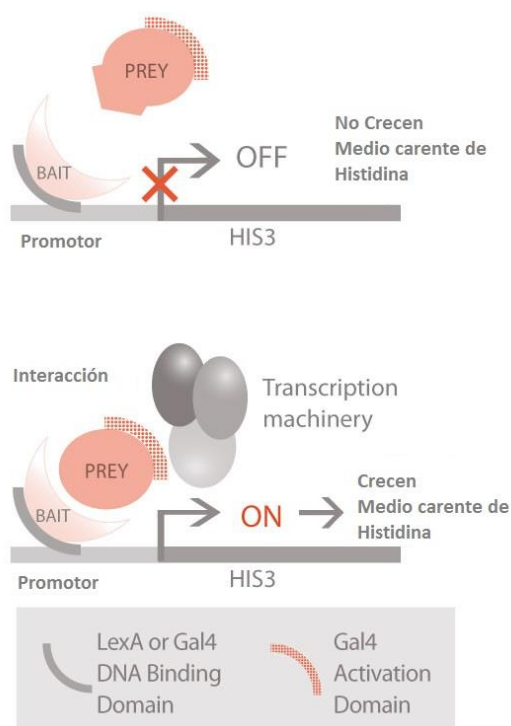 PREY
No Crecen
Medio carente de
Histidina
OFF
BAIT
Promotor
HIS3
Interacción
Transcription
machinery
PREY
Crecen
Medio carente de
Histidina
ON
BAIT
Promotor
HIS3
LexA or Gal4
DNA Binding
Domain
Gal4
Activation
Domain